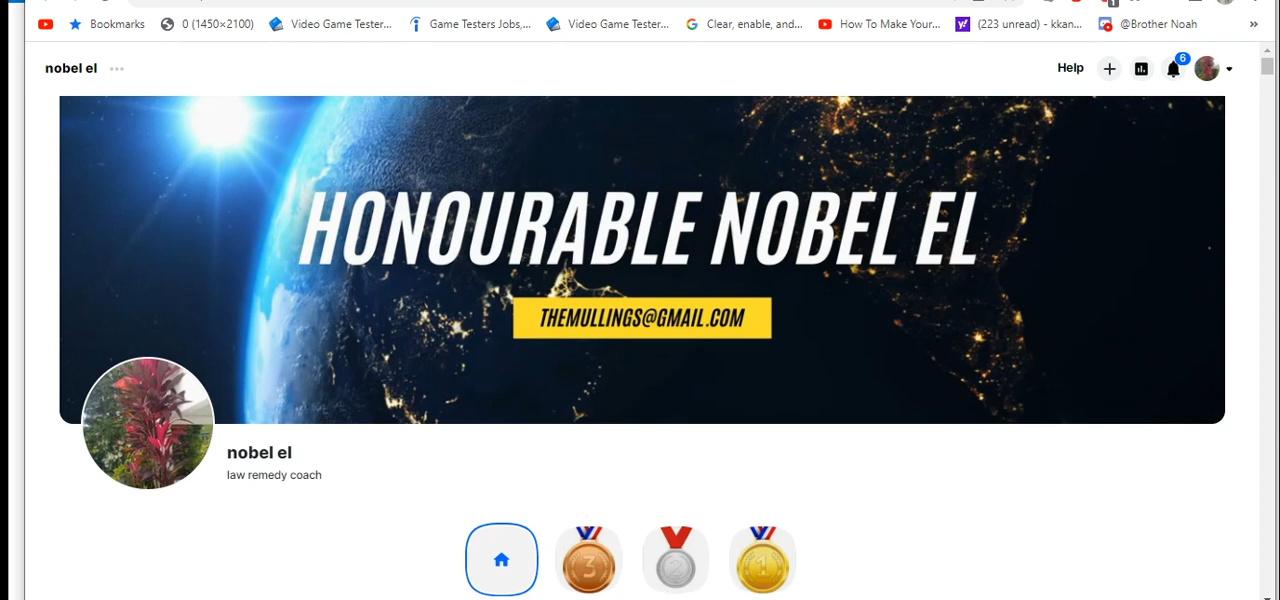 Bookmarks
0 (1450×2100)
Video Game Tester...
Game Testers Jobs,...
Video Game Tester...
Clear, enable, and...
How To Make Your...
(223 unread) - kkan...
@Brother Noah
»
nobel el ...
Help
6
HONOURABLE NOBEL EL
THEMULLINGS@GMAIL.COM
nobel el
law remedy coach
3
2
1